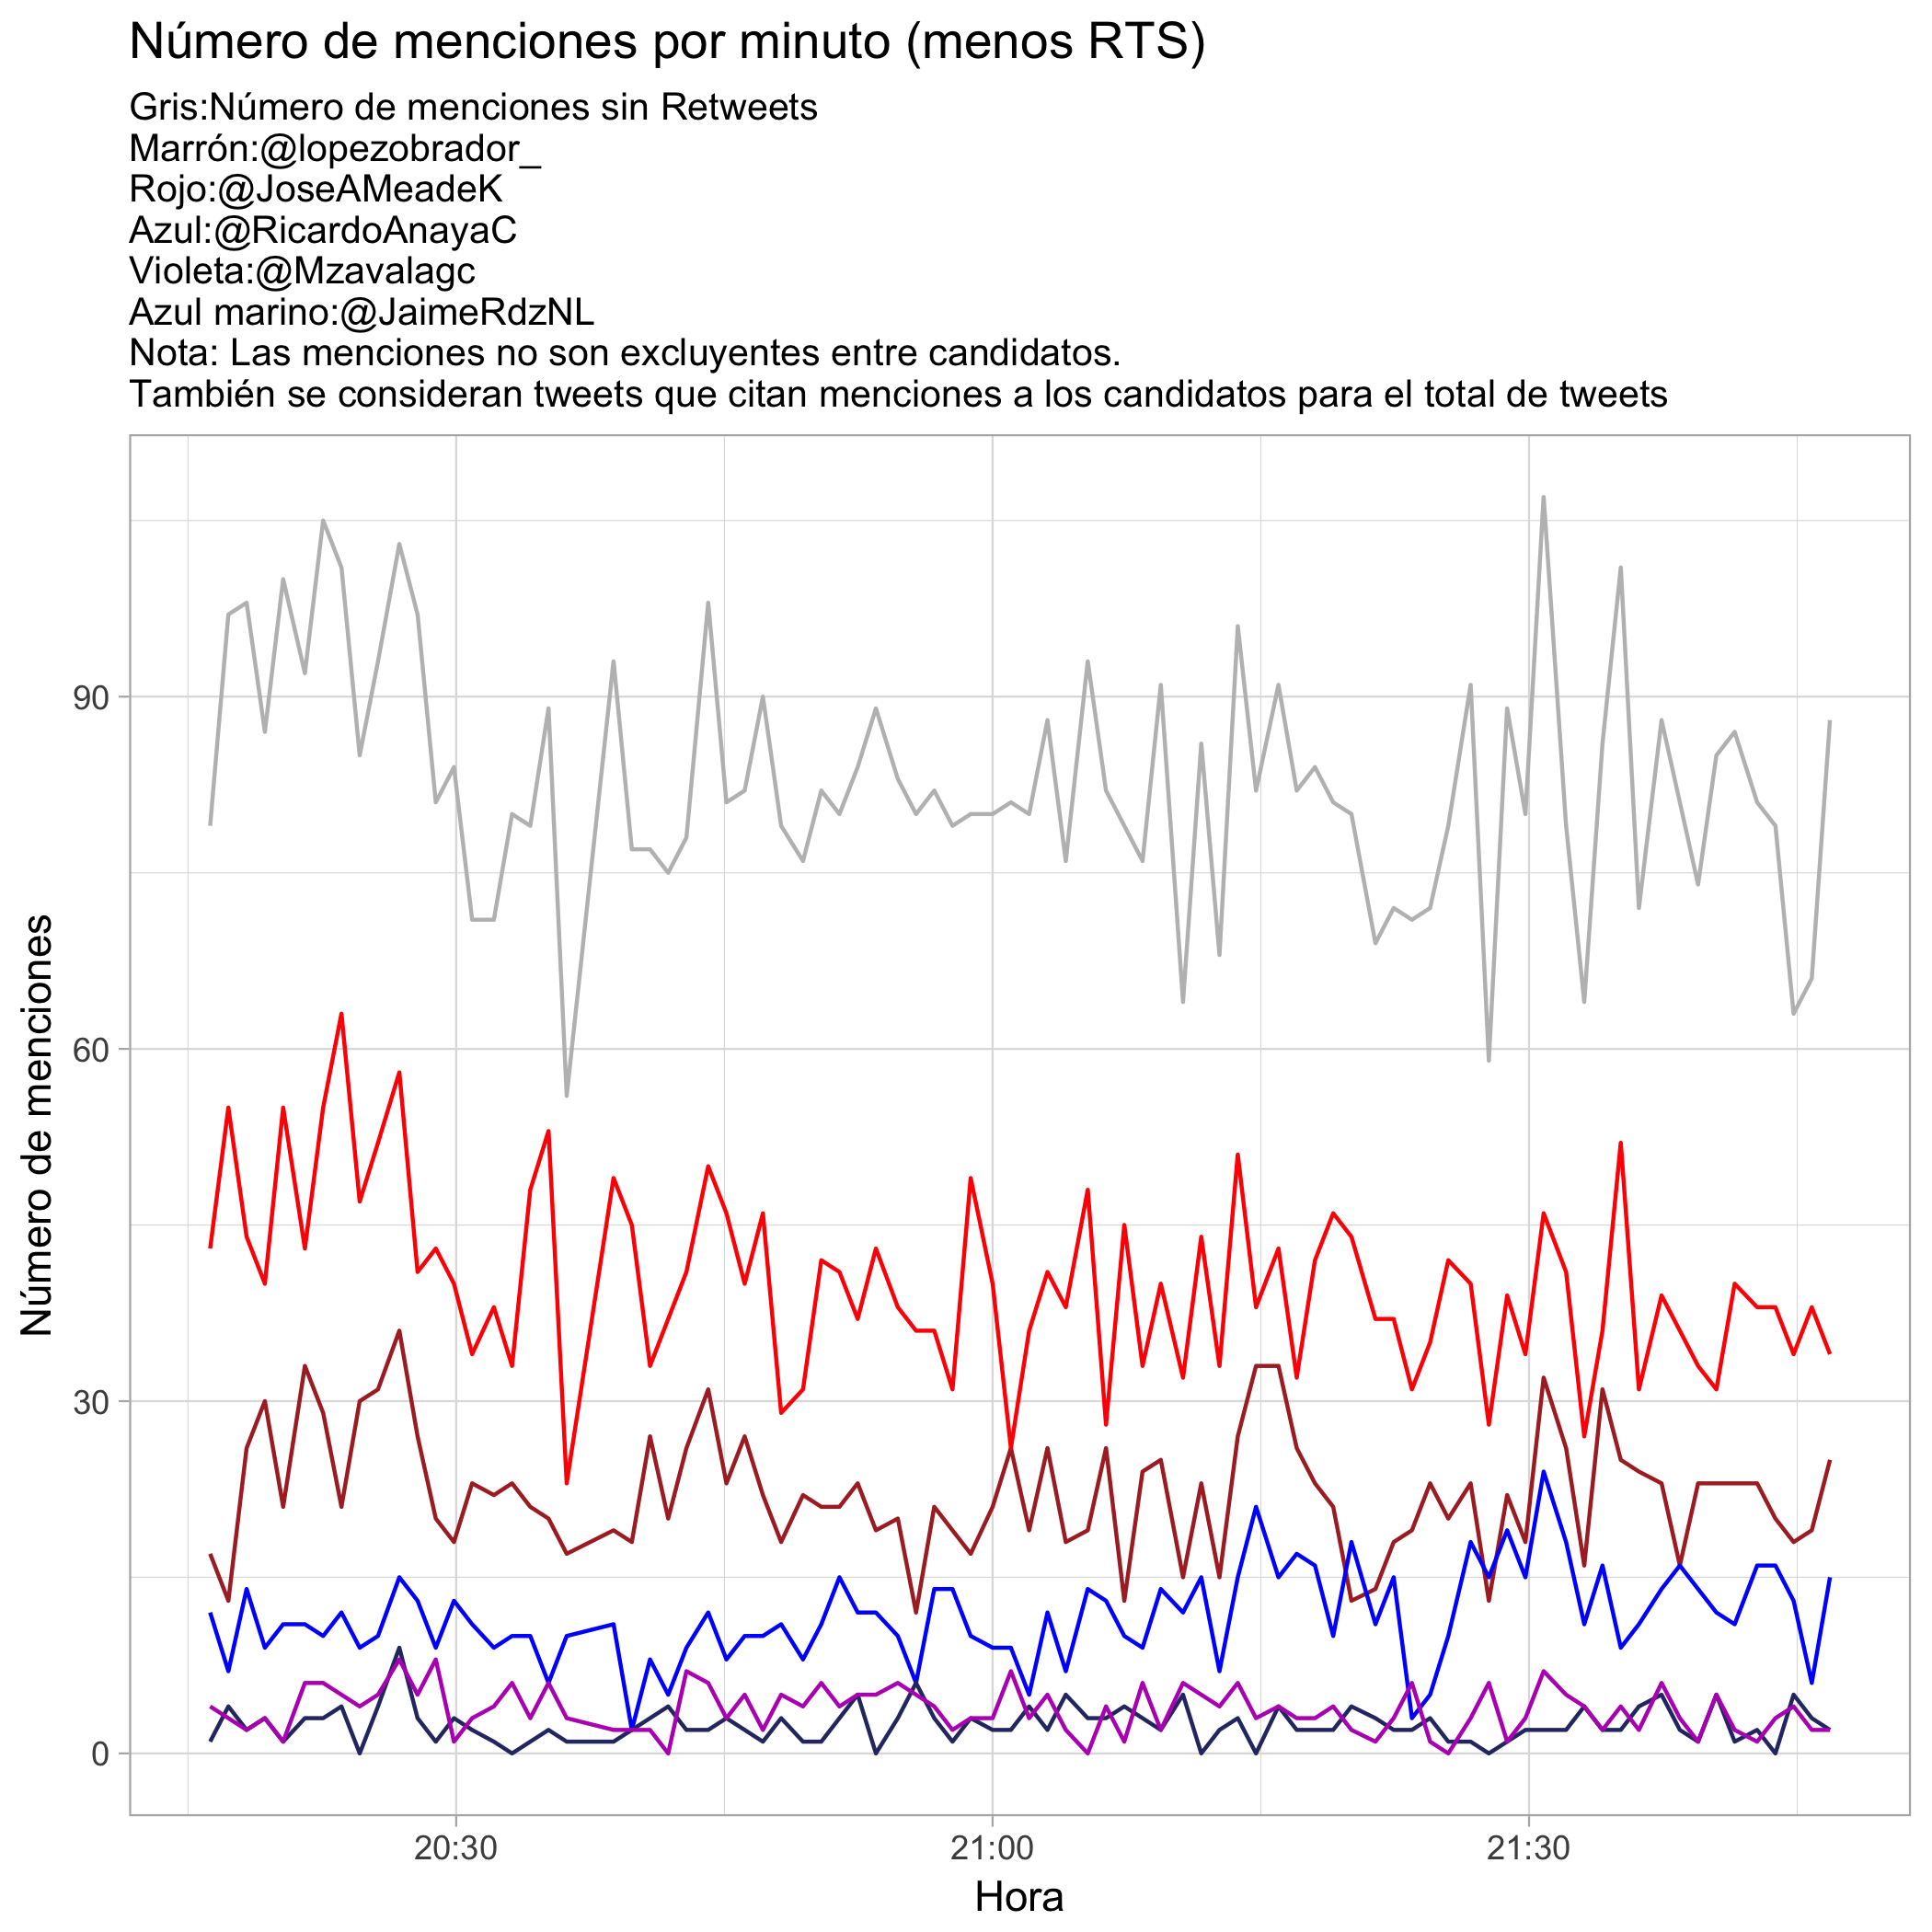 Número de menciones por minuto (menos RTS)
Gris:Número de menciones sin Retweets
Marrón:@lopezobrador_
Rojo:@JoseAMeadeK
Azul:@RicardoAnayaC
Violeta:@Mzavalagc
Azul marino:@JaimeRdzNL
Nota: Las menciones no son excluyentes entre candidatos.
También se consideran tweets que citan menciones a los candidatos para el total de tweets
Número de menciones
90
60
30
0
20:30
21:00
21:30
Hora